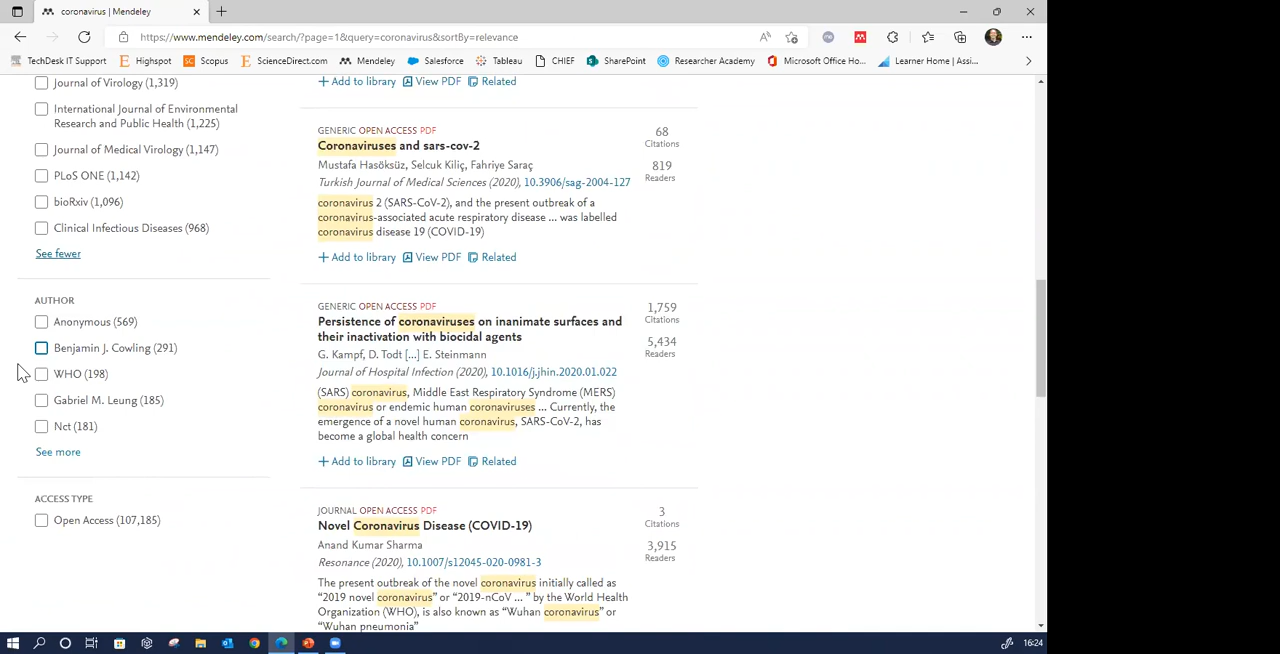 coronavirus | Mendeley
https://www.mendeley.com/search/?page=1&query=coronavirus&sortBy=relevance
TechDesk IT Support
Highspot
Scopus
ScienceDirect.com
Mendeley
Salesforce
Tableau
CHIEF
SharePoint
Researcher Academy
Microsoft Office Ho...
Learner Home | Assi...
Journal of Virology (1,319)
International Journal of Environmental
Research and Public Health (1,225)
Journal of Medical Virology (1,147)
PLoS ONE (1,142)
bioRxiv (1,096)
Clinical Infectious Diseases (968)
See fewer
AUTHOR
Anonymous (569)
Benjamin J. Cowling (291)
WHO (198)
Gabriel M. Leung (185)
Nct (181)
See more
ACCESS TYPE
Open Access (107,185)
+ Add to library View PDF Related
GENERIC OPEN ACCESS PDF
Coronaviruses and sars-cov-2
Mustafa Hasöksüz, Selcuk Kiliç, Fahriye Saraç
Turkish Journal of Medical Sciences (2020), 10.3906/sag-2004-127
coronavirus 2 (SARS-CoV-2), and the present outbreak of a
coronavirus-associated acute respiratory disease ... was labelled
coronavirus disease 19 (COVID-19)
+ Add to library View PDF Related
68
Citations
819
Readers
GENERIC OPEN ACCESS PDF
Persistence of coronaviruses on inanimate surfaces and
their inactivation with biocidal agents
G. Kampf, D. Todt [...] E. Steinmann
Journal of Hospital Infection (2020), 10.1016/j.jhin.2020.01.022
(SARS) coronavirus, Middle East Respiratory Syndrome (MERS)
coronavirus or endemic human coronaviruses ... Currently, the
emergence of a novel human coronavirus, SARS-CoV-2, has
become a global health concern
+ Add to library View PDF Related
1,759
Citations
5,434
Readers
JOURNAL OPEN ACCESS PDF
Novel Coronavirus Disease (COVID-19)
Anand Kumar Sharma
Resonance (2020), 10.1007/s12045-020-0981-3
The present outbreak of the novel coronavirus initially called as
"2019 novel coronavirus" or "2019-nCoV ... " by the World Health
Organization (WHO), is also known as "Wuhan coronavirus" or
"Wuhan pneumonia"
3
Citations
3,915
Readers
16:24